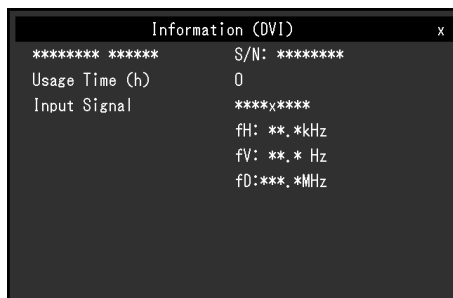 Information (DVI) x
******** ****** S/N: ********
Usage Time (h) 0
Input Signal ****x****
fH: **.*kHz
fV: **.* Hz
fD:***.*MHz